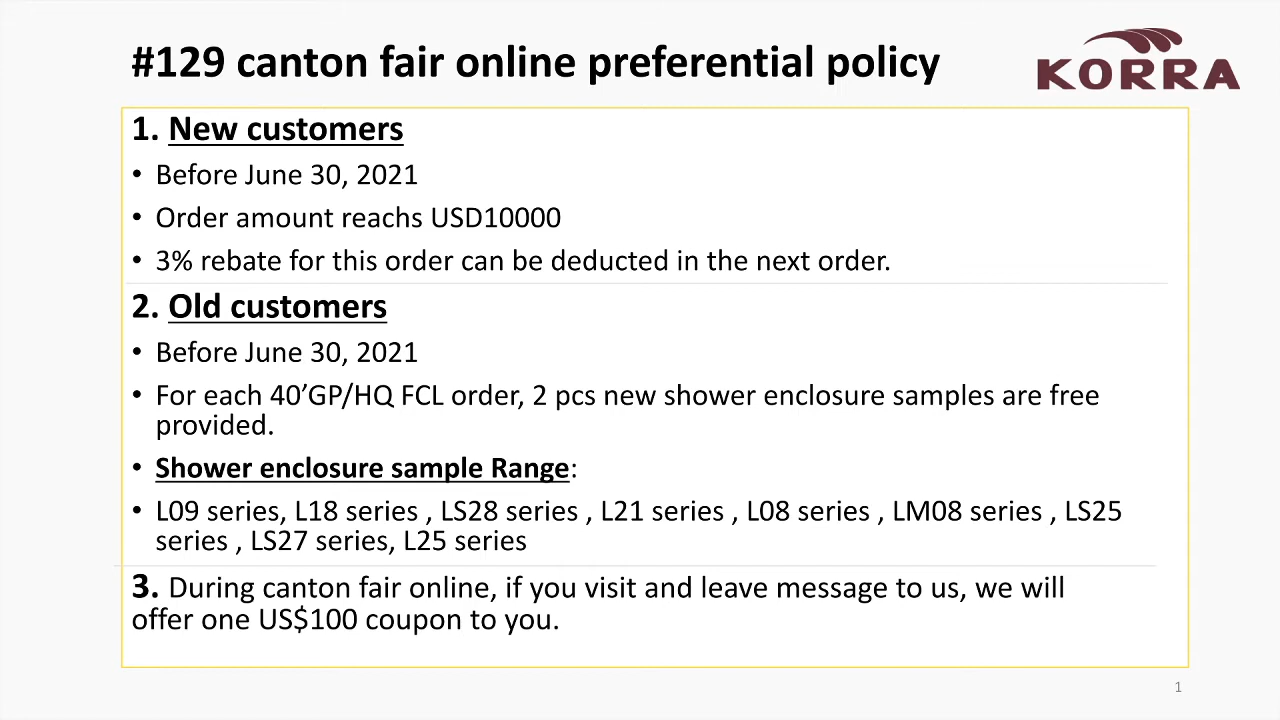 #129 canton fair online preferential policy
KORRA
1. New customers
• Before June 30, 2021
• Order amount reachs USD10000
• 3% rebate for this order can be deducted in the next order.
2. Old customers
• Before June 30, 2021
• For each 40’GP/HQ FCL order, 2 pcs new shower enclosure samples are free
provided.
• Shower enclosure sample Range:
• L09 series, L18 series , LS28 series , L21 series , L08 series , LM08 series , LS25
series , LS27 series, L25 series
3. During canton fair online, if you visit and leave message to us, we will
offer one US$100 coupon to you.
1